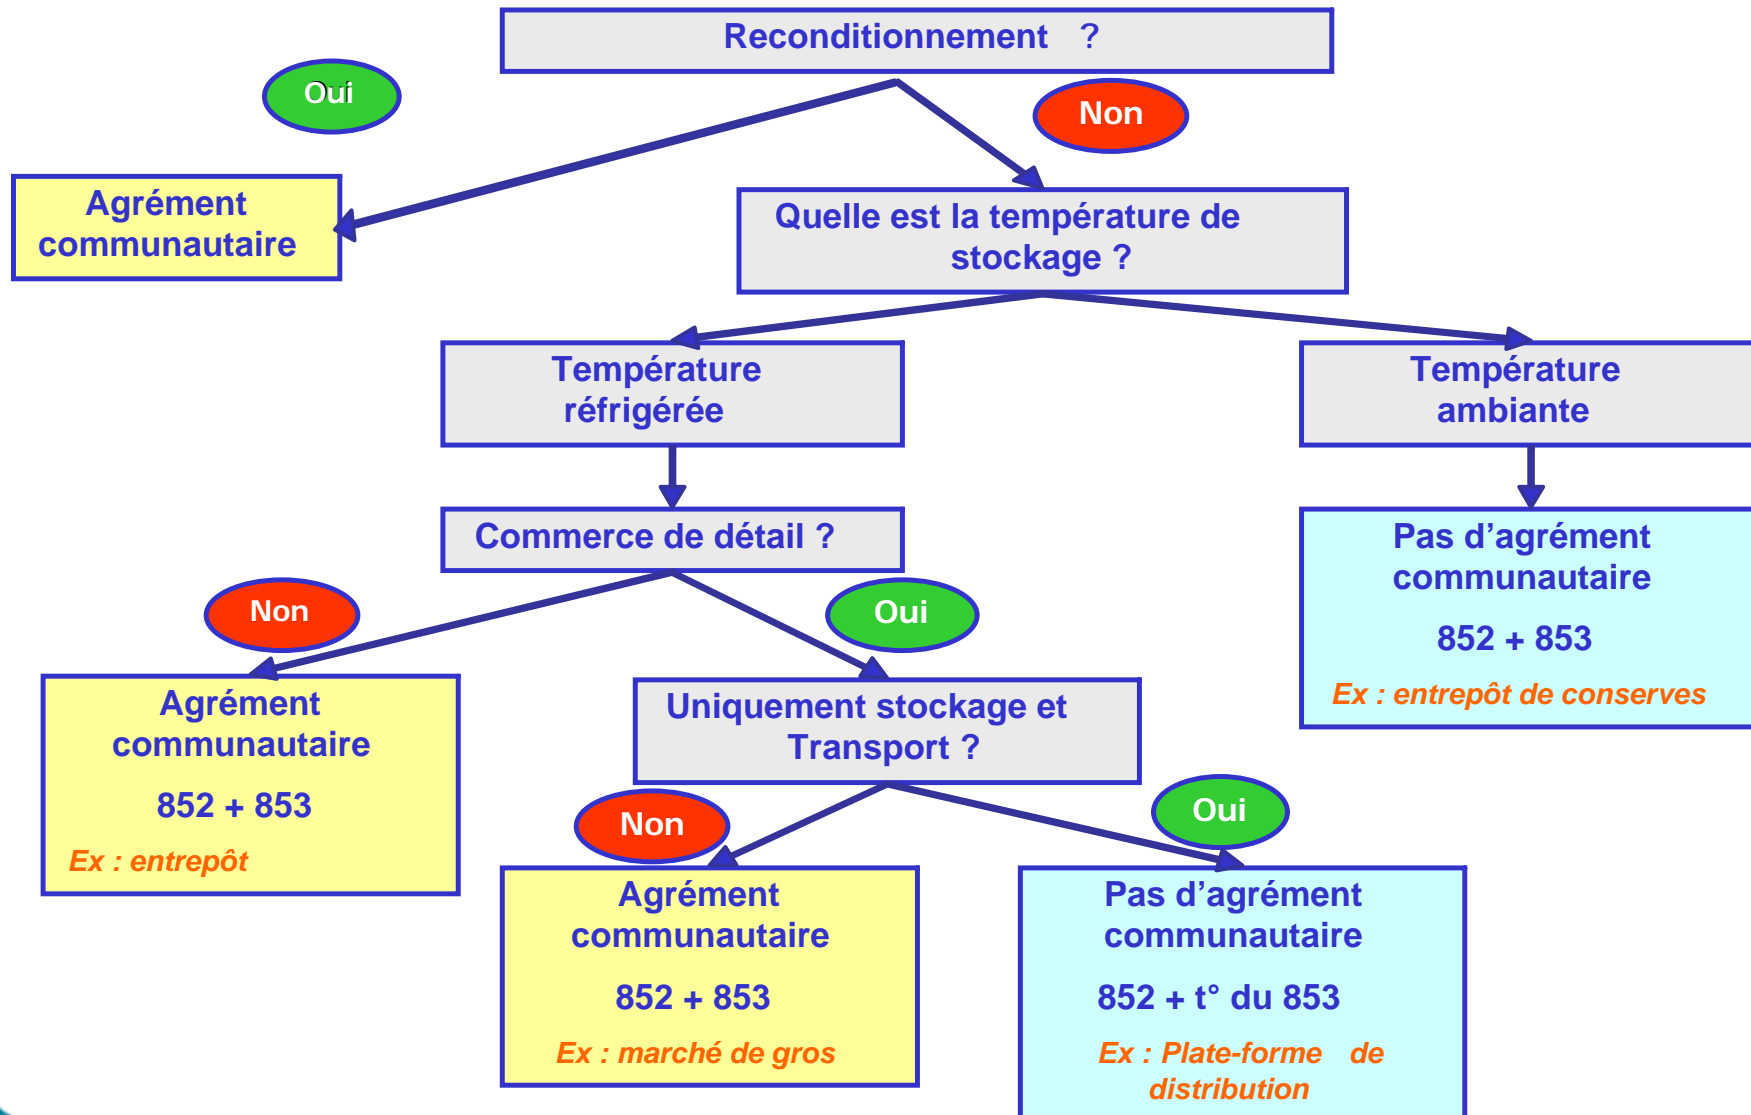 Reconditionnement ?
Oui
Non
Agrément
communautaire
Quelle est la température de
stockage ?
Température
réfrigérée
Température
ambiante
Commerce de détail ?
Pas d’agrément
communautaire
852 + 853
Ex : entrepôt de conserves
Non
Oui
Agrément
communautaire
852 + 853
Ex : entrepôt
Uniquement stockage et
Transport ?
Non
Oui
Agrément
communautaire
852 + 853
Ex : marché de gros
Pas d’agrément
communautaire
852 + t° du 853
Ex : Plate-forme de
distribution